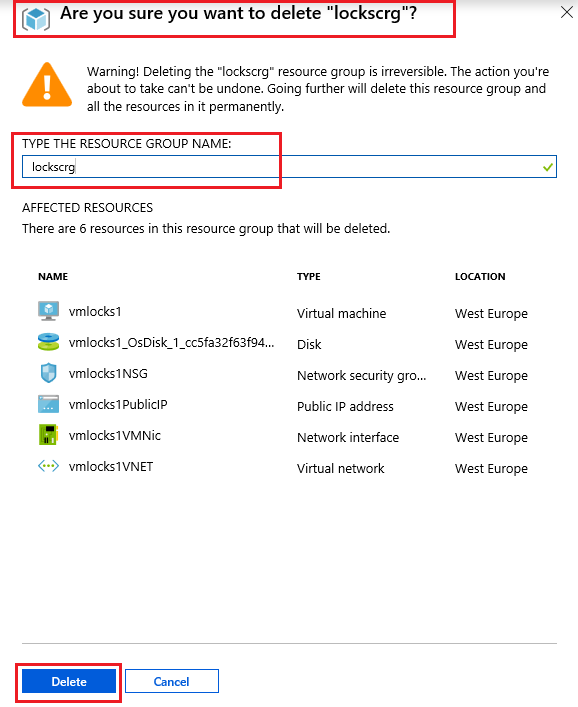 Are you sure you want to delete "lockscrg"?
Warning! Deleting the "lockscrg" resource group is irreversible. The action you're
about to take can't be undone. Going further will delete this resource group and
all the resources in it permanently.
TYPE THE RESOURCE GROUP NAME:
lockscrg
AFFECTED RESOURCES
There are 6 resources in this resource group that will be deleted.
NAME TYPE LOCATION
vmlocks1 Virtual machine West Europe
vmlocks1_OsDisk_1_cc5fa32f63f94... Disk West Europe
vmlocks1NSG Network security gro... West Europe
vmlocks1PublicIP Public IP address West Europe
vmlocks1VMNic Network interface West Europe
vmlocks1VNET Virtual network West Europe
Delete Cancel